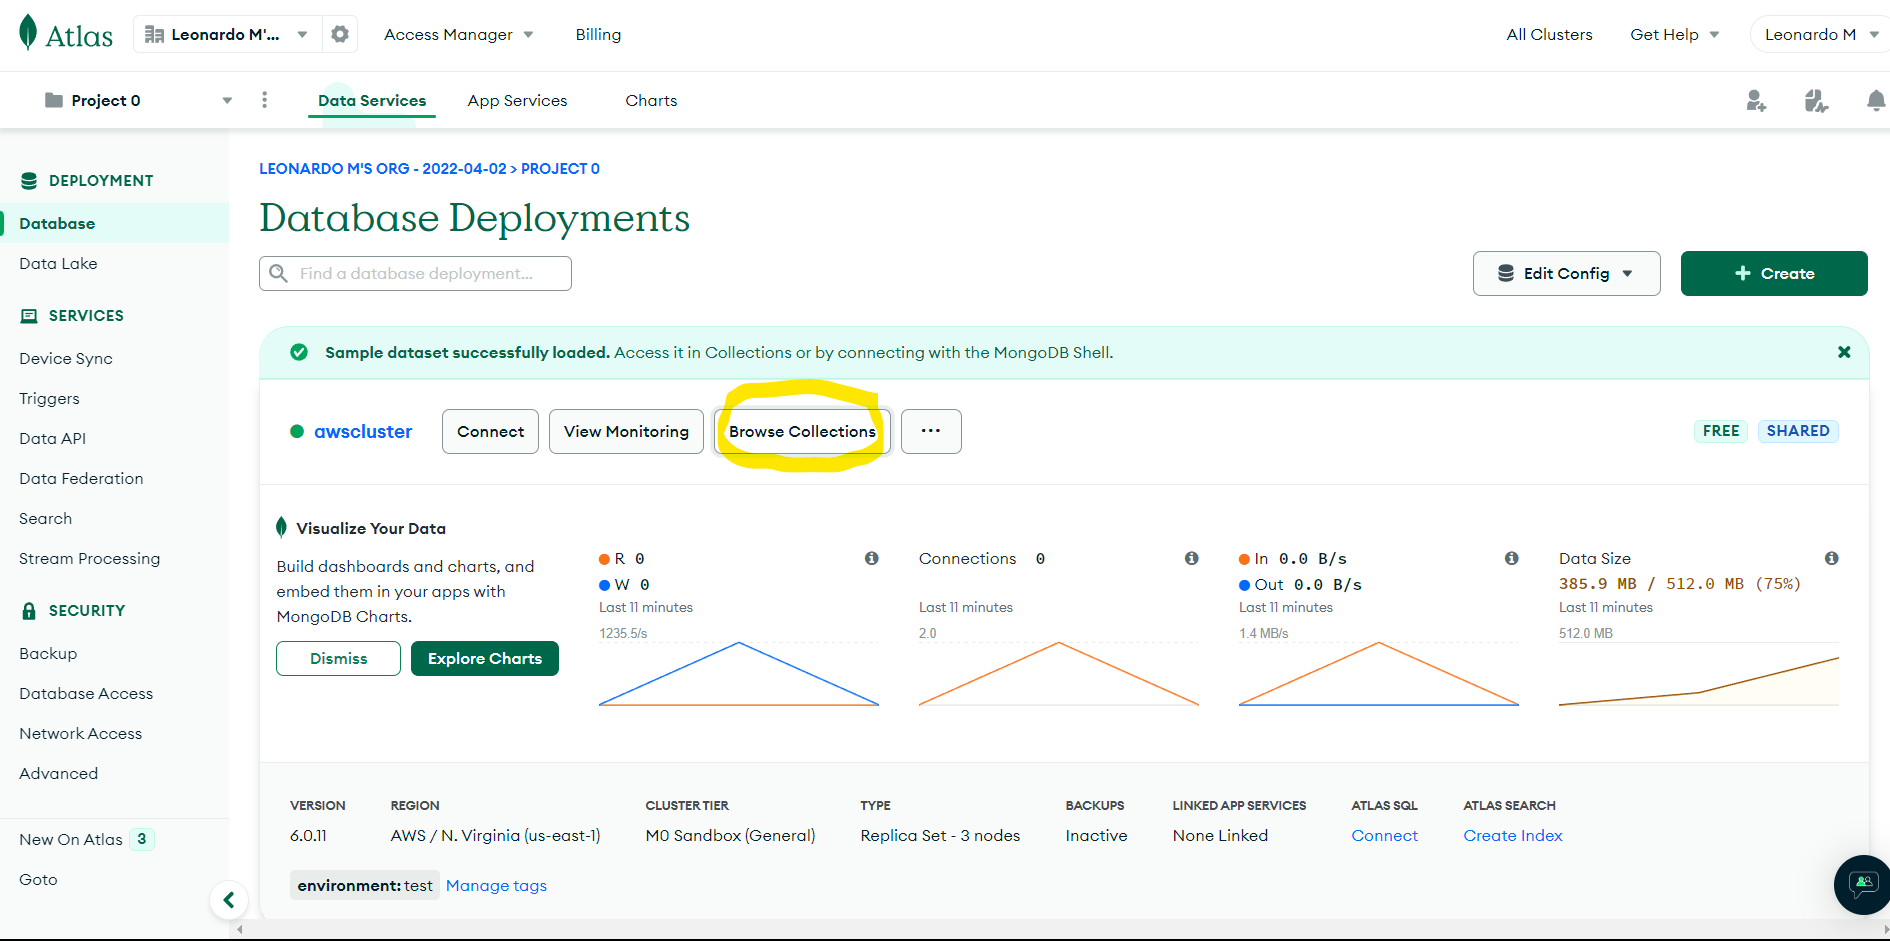 Atlas
Leonardo M'...
Access Manager
Billing
All Clusters
Get Help
Leonardo M
Project 0
Data Services
App Services
Charts
DEPLOYMENT
Database
Data Lake
SERVICES
Device Sync
Triggers
Data API
Data Federation
Search
Stream Processing
SECURITY
Backup
Database Access
Network Access
Advanced
New On Atlas 3
Goto
LEONARDO M'S ORG - 2022-04-02 > PROJECT 0
Database Deployments
Find a database deployment...
Edit Config
+ Create
Sample dataset successfully loaded. Access it in Collections or by connecting with the MongoDB Shell.
awscluster
Connect
View Monitoring
Browse Collections
...
FREE
SHARED
Visualize Your Data
Build dashboards and charts, and
embed them in your apps with
MongoDB Charts.
Dismiss
Explore Charts
R 0
W 0
Last 11 minutes
1235.5/s
Connections 0
Last 11 minutes
2.0
In 0.0 B/s
Out 0.0 B/s
Last 11 minutes
1.4 MB/s
Data Size
385.9 MB / 512.0 MB (75%)
Last 11 minutes
512.0 MB
VERSION
6.0.11
REGION
AWS / N. Virginia (us-east-1)
CLUSTER TIER
M0 Sandbox (General)
TYPE
Replica Set - 3 nodes
BACKUPS
Inactive
LINKED APP SERVICES
None Linked
ATLAS SQL
Connect
ATLAS SEARCH
Create Index
environment: test
Manage tags